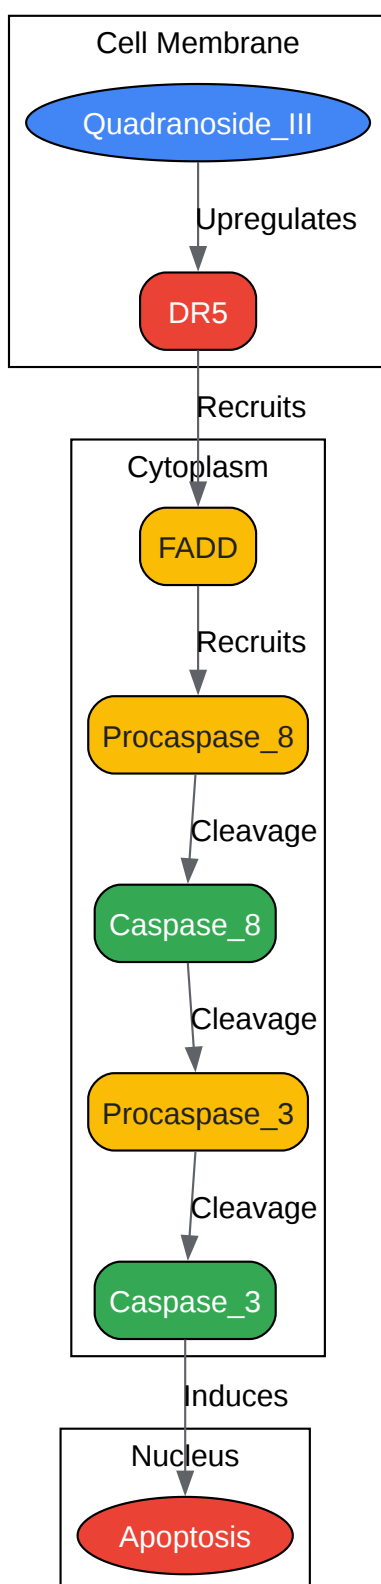 Cell Membrane
Quadranoside_III
Upregulates
DR5
Recruits
Cytoplasm
FADD
Recruits
Procaspase_8
Cleavage
Caspase_8
Cleavage
Procaspase_3
Cleavage
Caspase_3
Induces
Nucleus
Apoptosis